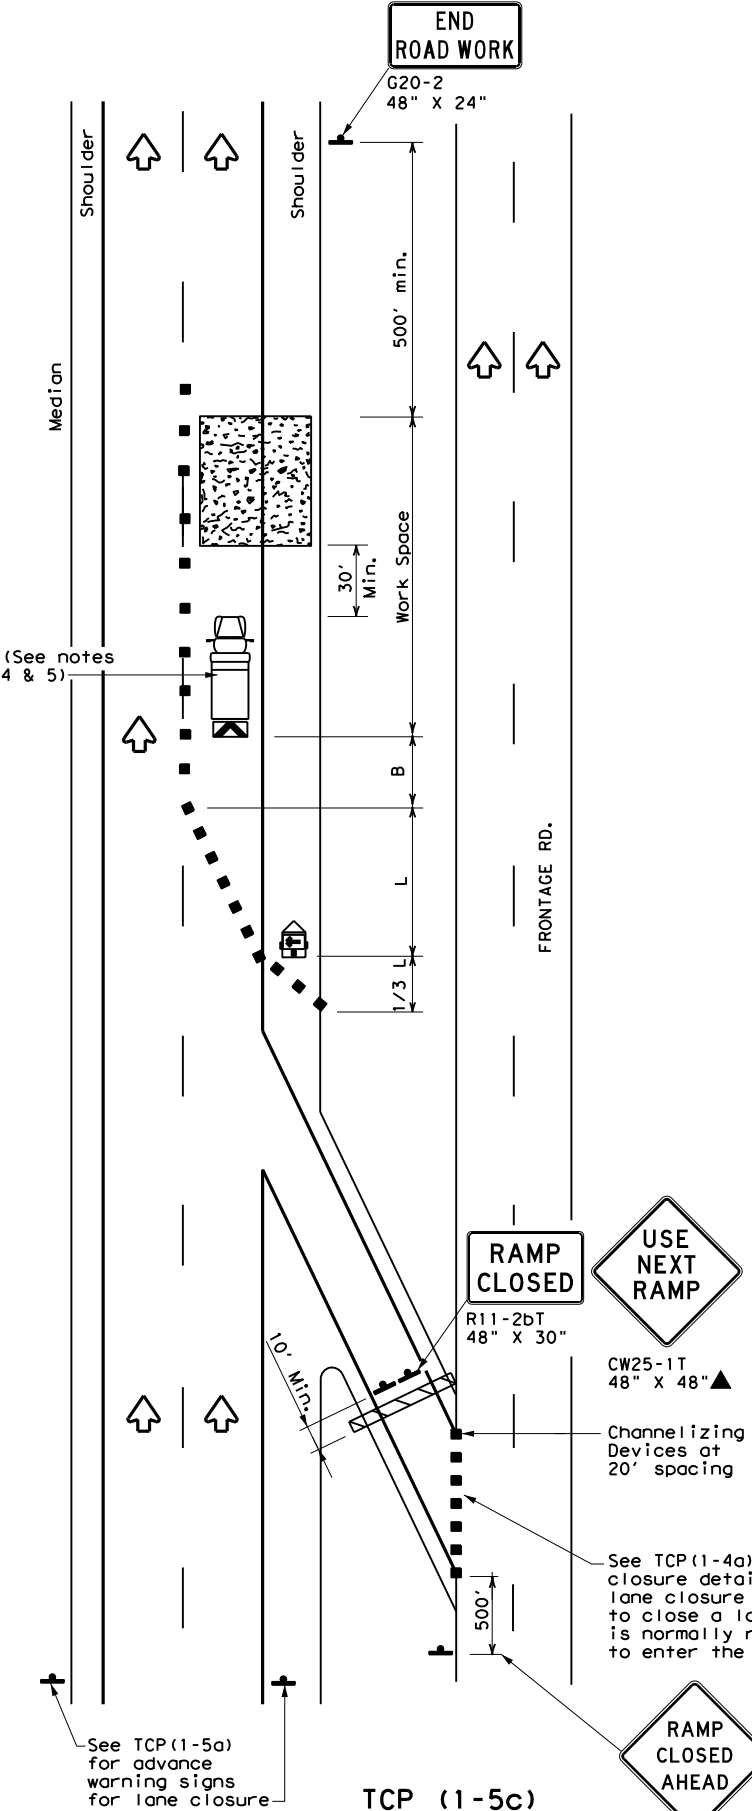 END
ROAD WORK
G20-2
48" X 24"
Shoulder
Shoulder
500' min.
Median
Work Space
30'
Min.
(See notes
4 & 5)
B
L
FRONTAGE RD.
1/3 L
RAMP
CLOSED
R11-2bT
48" X 30"
USE
NEXT
RAMP
CW25-1T
48" X 48"
10' Min.
Channelizing
Devices at
20' spacing
See TCP(1-4a)
closure
lane closure
to close a
is normally
to enter the
500'
RAMP
CLOSED
AHEAD
See TCP(1-5a)
for advance
warning signs
for lane closure
TCP (1-5c)